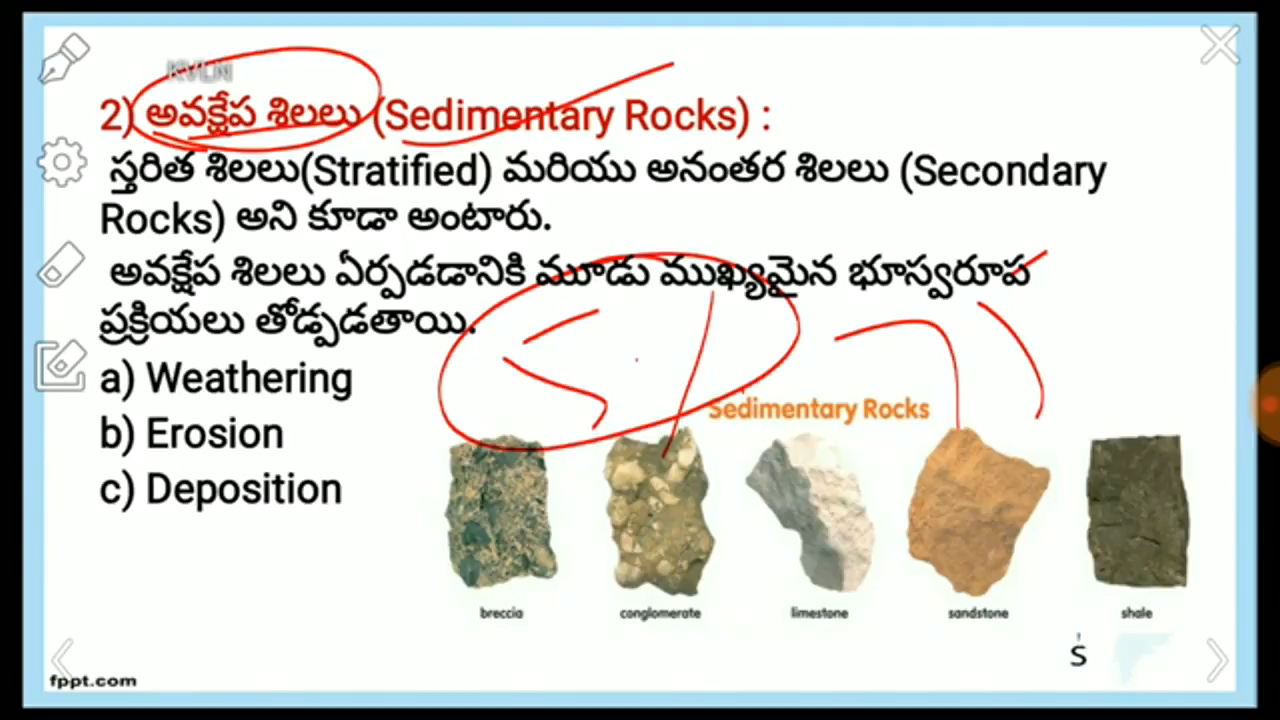 KVLN
2) అవక్షేప శిలలు (Sedimentary Rocks) :
స్తరిత శిలలు(Stratified) మరియు అనంతర శిలలు (Secondary
Rocks) అని కూడా అంటారు.
అవక్షేప శిలలు ఏర్పడడానికి మూడు ముఖ్యమైన భూస్వరూప
ప్రక్రియలు తోడ్పడతాయి.
a) Weathering
b) Erosion
c) Deposition
Sedimentary Rocks
breccia conglomerate limestone sandstone shale
S
fppt.com